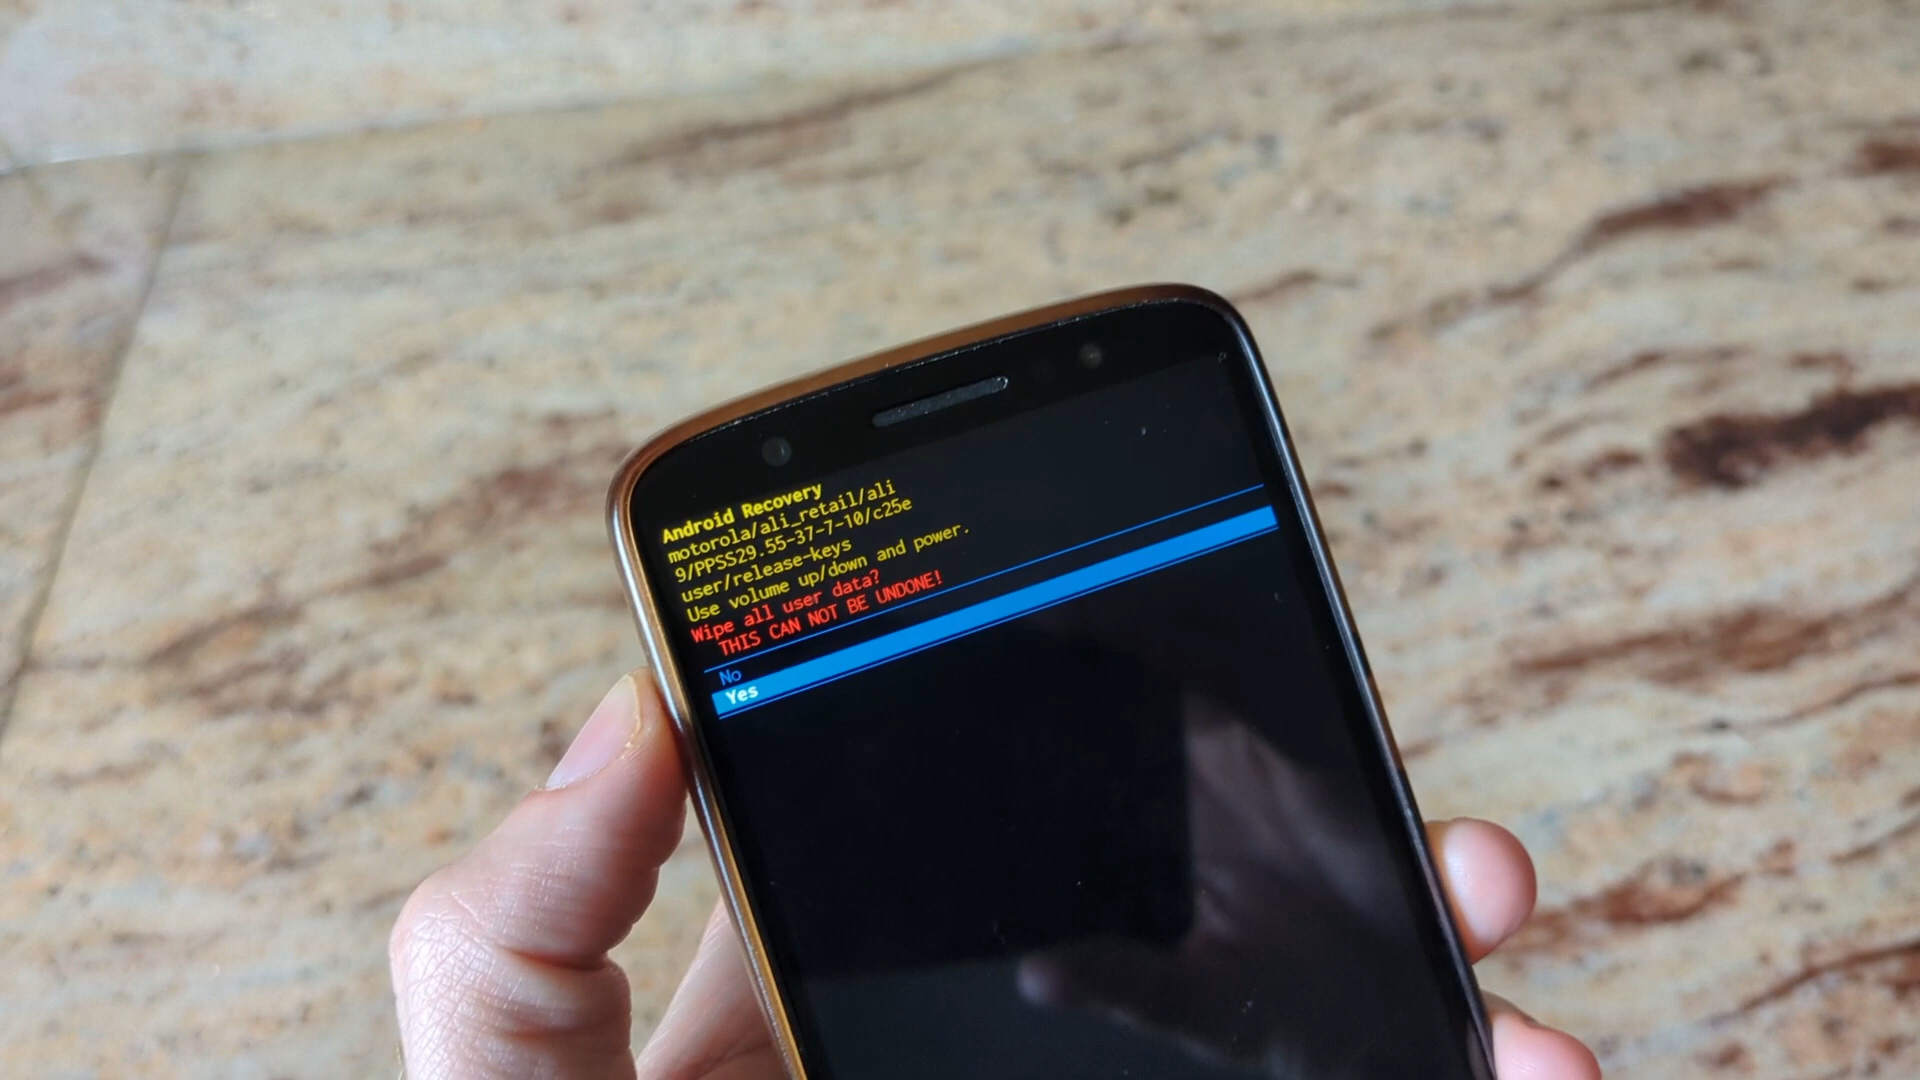 Android Recovery
motorola/ali_retail/ali
9/PPSS29.55-37-7-10/c25e
user/release-keys
Use volume up/down and power.
Wipe all user data?
THIS CAN NOT BE UNDONE!
No
Yes